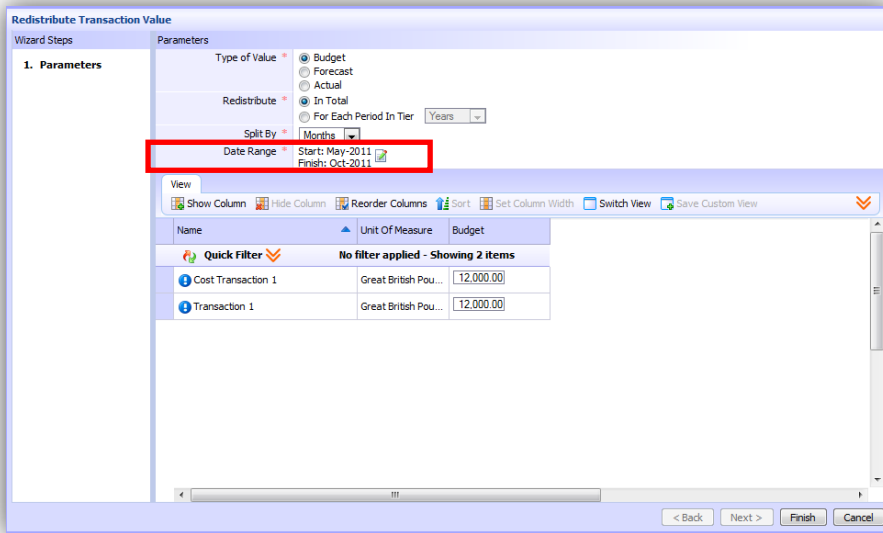 Redistribute Transaction Value
Wizard Steps
Parameters
1. Parameters
Type of Value *
Budget
Forecast
Actual
Redistribute *
In Total
For Each Period In Tier
Years
Split By *
Months
Date Range *
Start: May-2011
Finish: Oct-2011
View
Show Column
Hide Column
Reorder Columns
Sort
Set Column Width
Switch View
Save Custom View
Name
Unit Of Measure
Budget
Quick Filter
No filter applied - Showing 2 items
Cost Transaction 1
Great British Pou...
12,000.00
Transaction 1
Great British Pou...
12,000.00
< Back
Next >
Finish
Cancel